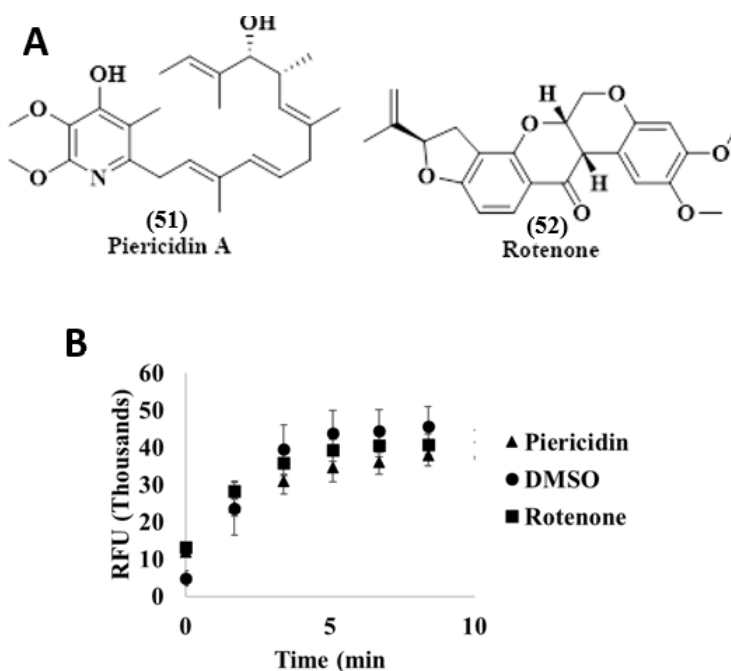 A
OH
OH
O
O
N
(51)
Piericidin A
H
O
O
O
O
H
O
O
(52)
Rotenone
B
RFU (Thousands)
60
50
40
30
20
10
0
0
5
10
Time (min
Piericidin
DMSO
Rotenone